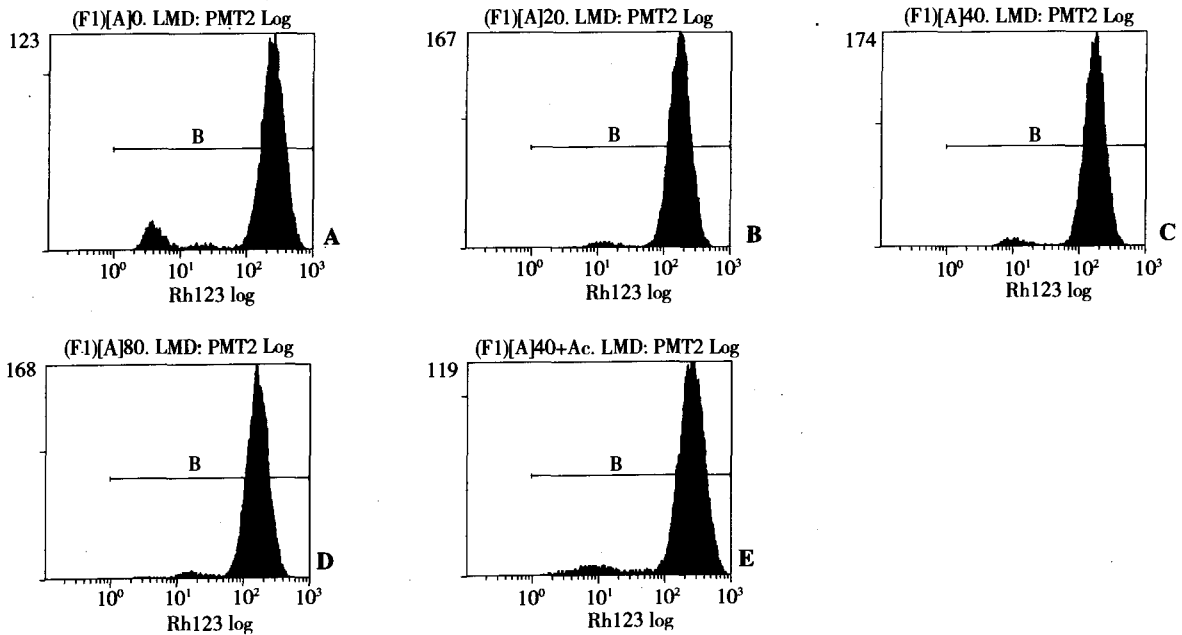 (F1)[A]0. LMD: PMT2 Log
123
B
A
10⁰ 10¹ 10² 10³
Rh123 log
(F1)[A]20. LMD: PMT2 Log
167
B
B
10⁰ 10¹ 10² 10³
Rh123 log
(F1)[A]40. LMD: PMT2 Log
174
B
C
10⁰ 10¹ 10² 10³
Rh123 log
(F1)[A]80. LMD: PMT2 Log
168
B
D
10⁰ 10¹ 10² 10³
Rh123 log
(F1)[A]40+Ac. LMD: PMT2 Log
119
B
E
10⁰ 10¹ 10² 10³
Rh123 log